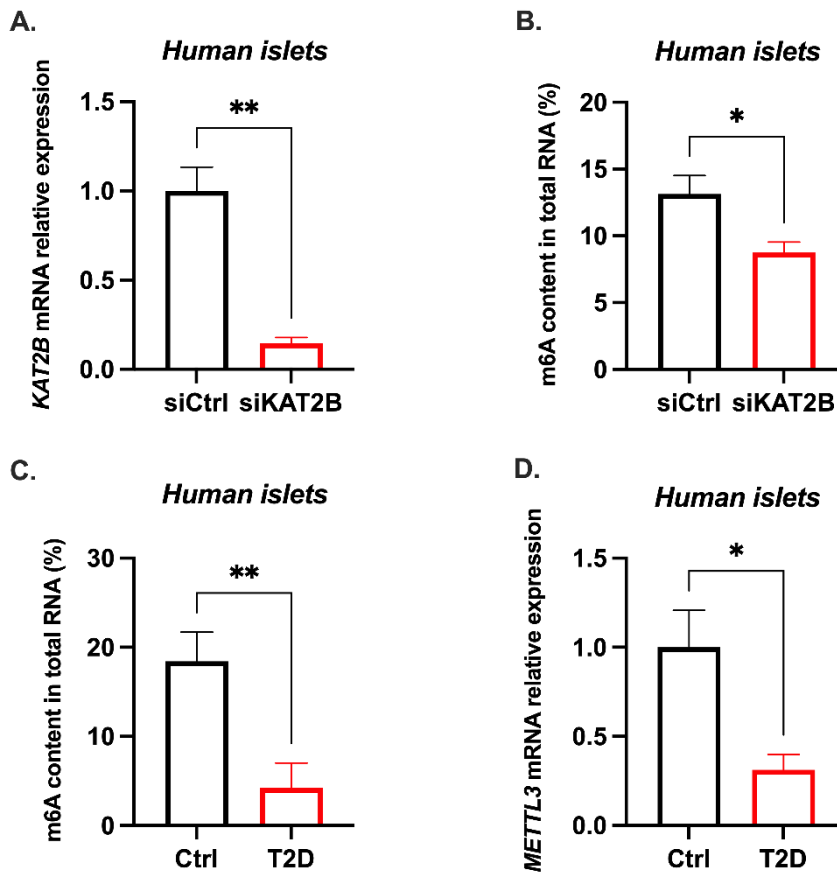 A.
Human islets
KAT2B mRNA relative expression
1.5
1.0
0.5
0.0
**
siCtrl siKAT2B
B.
Human islets
m6A content in total RNA (%)
20
15
10
5
0
*
siCtrl siKAT2B
C.
Human islets
m6A content in total RNA (%)
30
20
10
0
**
Ctrl T2D
D.
Human islets
METTL3 mRNA relative expression
1.5
1.0
0.5
0.0
*
Ctrl T2D